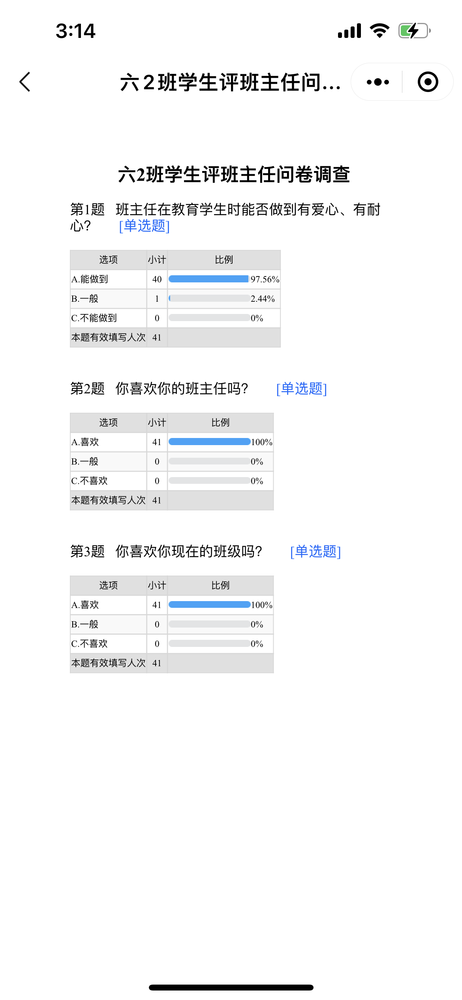 3:14
六2班学生评班主任问...
六2班学生评班主任问卷调查
第1题 班主任在教育学生时能否做到有爱心、有耐
心? [单选题]
选项 小计 比例
A.能做到 40 97.56%
B.一般 1 2.44%
C.不能做到 0 0%
本题有效填写人次 41
第2题 你喜欢你的班主任吗? [单选题]
选项 小计 比例
A.喜欢 41 100%
B.一般 0 0%
C.不喜欢 0 0%
本题有效填写人次 41
第3题 你喜欢你现在的班级吗? [单选题]
选项 小计 比例
A.喜欢 41 100%
B.一般 0 0%
C.不喜欢 0 0%
本题有效填写人次 41